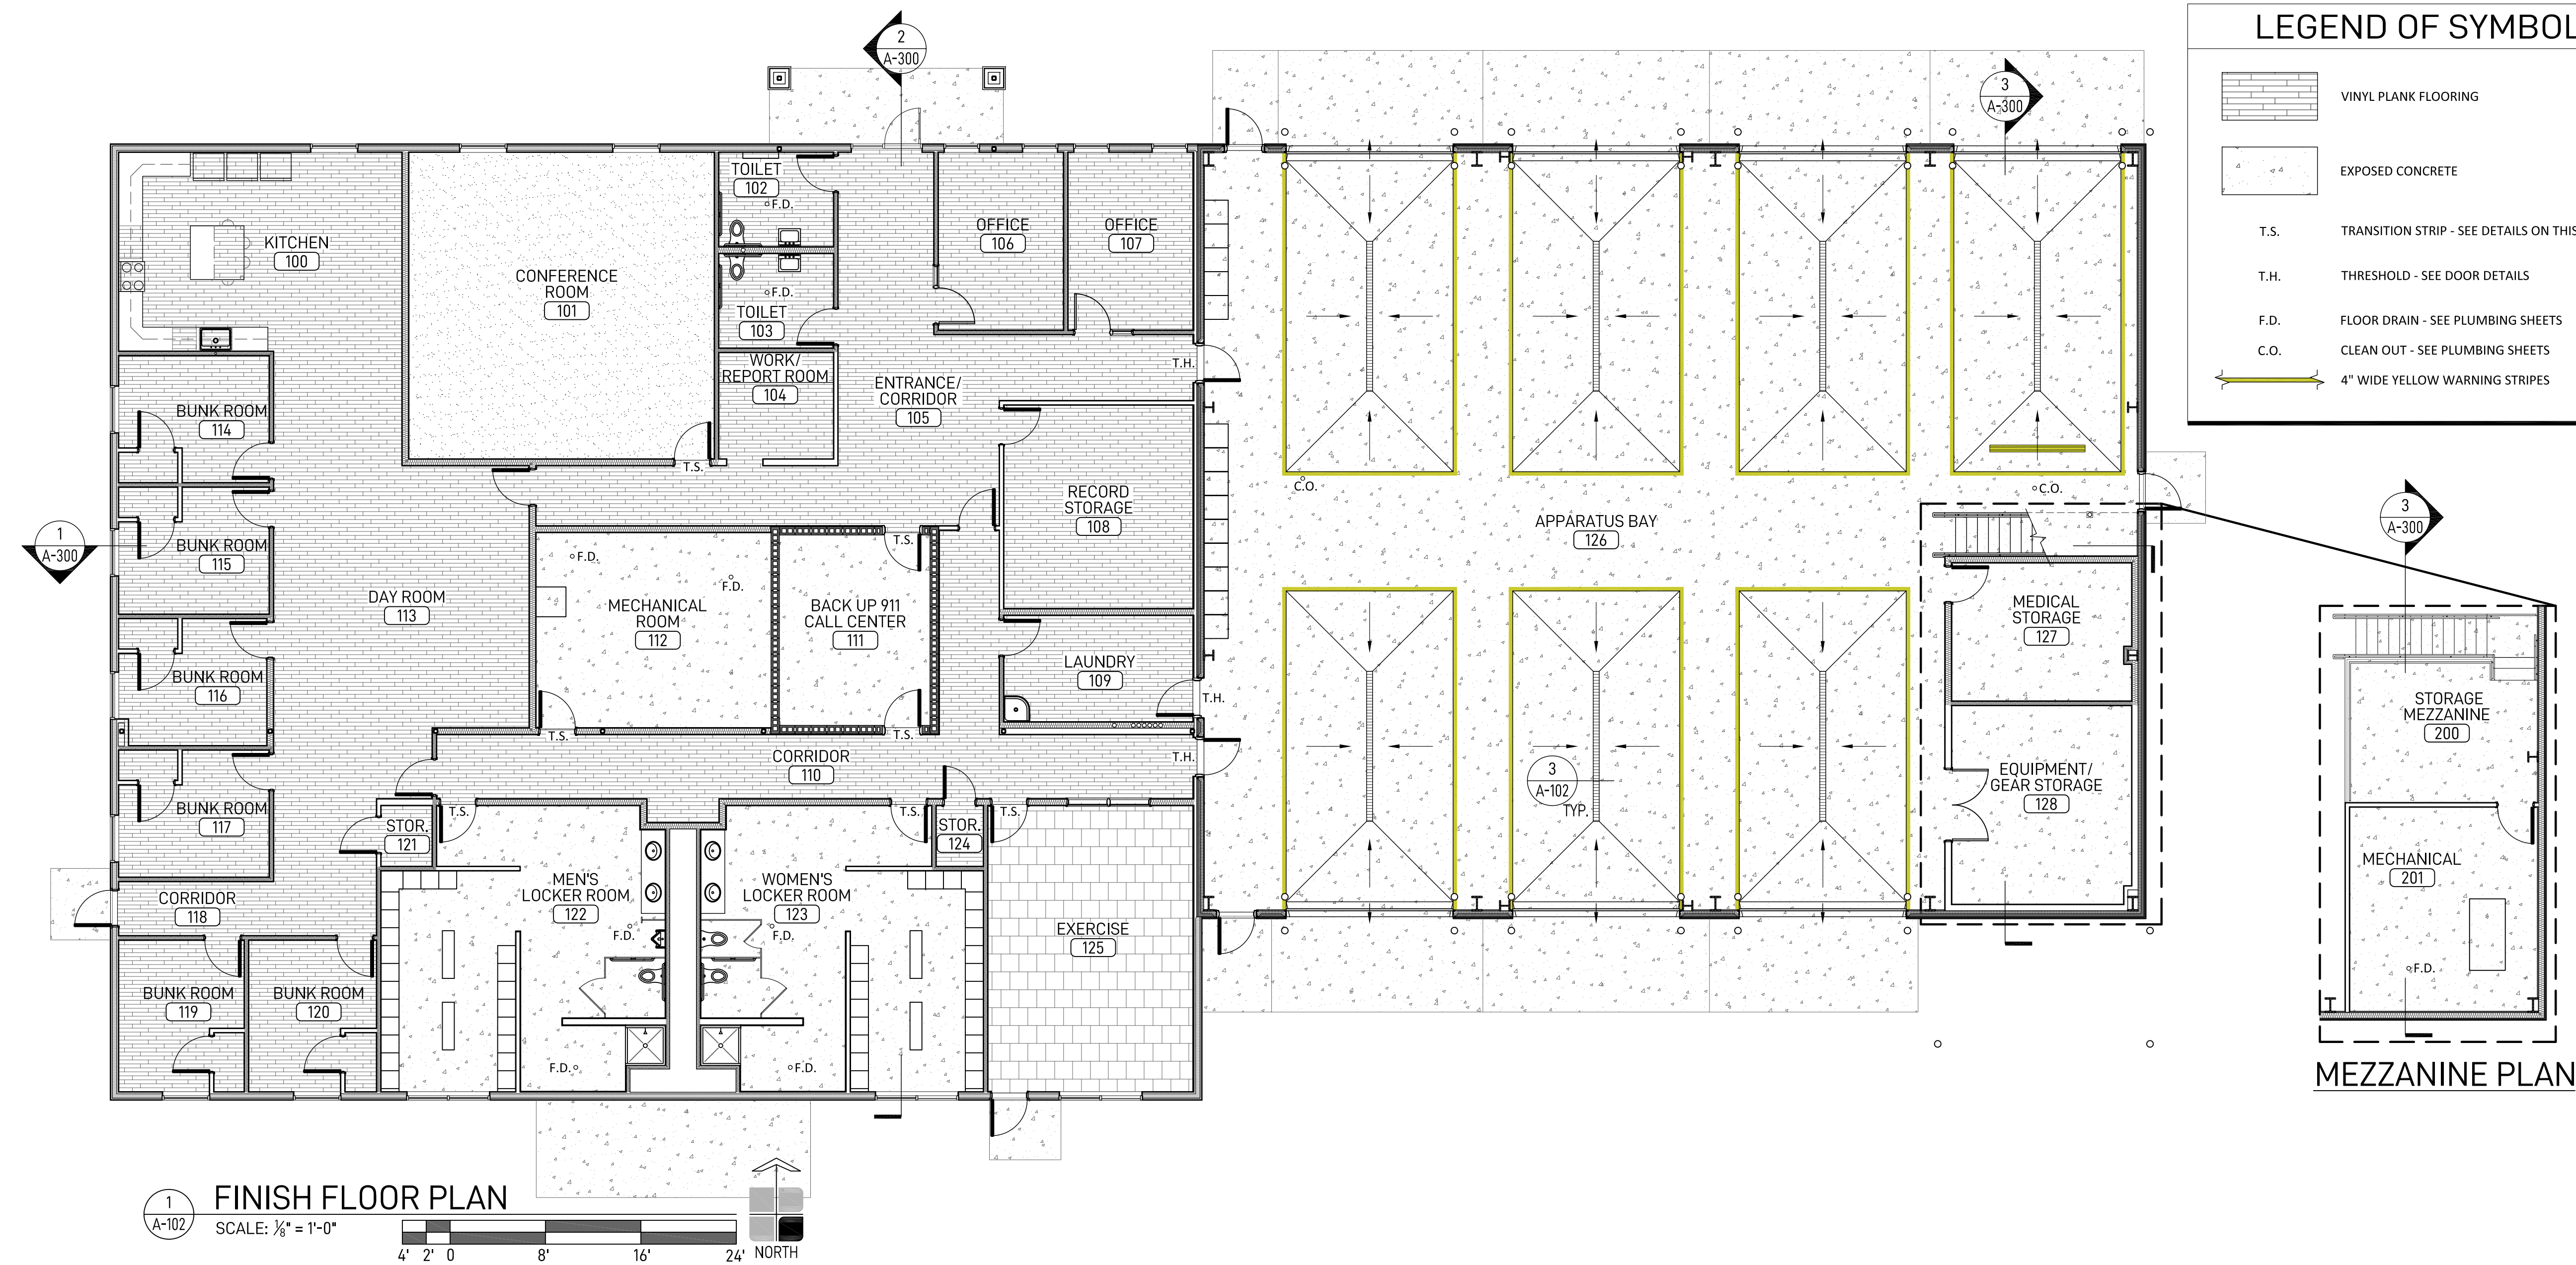 2
A-300
3
A-300
LEGEND OF SYMBOL
VINYL PLANK FLOORING
EXPOSED CONCRETE
T.S.
TRANSITION STRIP - SEE DETAILS ON THIS
T.H.
THRESHOLD - SEE DOOR DETAILS
F.D.
FLOOR DRAIN - SEE PLUMBING SHEETS
C.O.
CLEAN OUT - SEE PLUMBING SHEETS
4" WIDE YELLOW WARNING STRIPES
KITCHEN
100
CONFERENCE
ROOM
101
TOILET
102
F.D.
F.D.
TOILET
103
WORK/
REPORT ROOM
104
ENTRANCE/
CORRIDOR
105
OFFICE
106
OFFICE
107
T.H.
T.S.
BUNK ROOM
114
BUNK ROOM
115
BUNK ROOM
116
BUNK ROOM
117
1
A-300
DAY ROOM
113
F.D.
F.D.
MECHANICAL
ROOM
112
T.S.
BACK UP 911
CALL CENTER
111
RECORD
STORAGE
108
LAUNDRY
109
T.H.
T.S.
T.S.
CORRIDOR
110
T.H.
C.O.
APPARATUS BAY
126
C.O.
3
A-102
TYP.
MEDICAL
STORAGE
127
EQUIPMENT/
GEAR STORAGE
128
3
A-300
STORAGE
MEZZANINE
200
MECHANICAL
201
F.D.
MEZZANINE PLAN
STOR.
121
T.S.
T.S.
STOR.
124
T.S.
CORRIDOR
118
MEN'S
LOCKER ROOM
122
F.D.
F.D.
WOMEN'S
LOCKER ROOM
123
F.D.
F.D.
EXERCISE
125
BUNK ROOM
119
BUNK ROOM
120
1
A-102
FINISH FLOOR PLAN
SCALE: 1/8" = 1'-0"
4' 2' 0 8' 16' 24'
NORTH